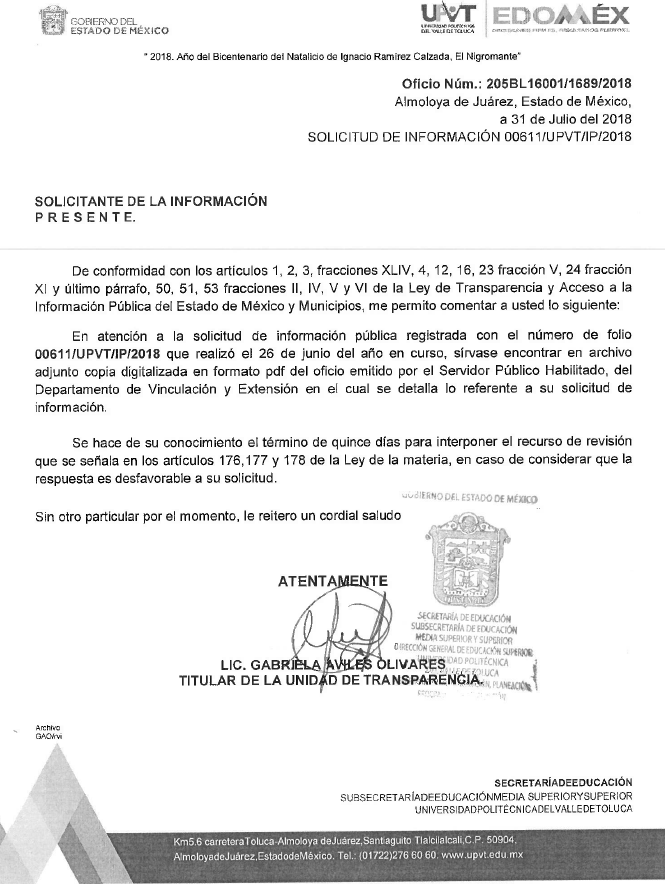 GOBIERNO DEL
ESTADO DE MÉXICO
UPVT
UNIVERSIDAD POLITÉCNICA
DEL VALLE DE TOLUCA
EDOMÉX
DECISIONES FIRMES, RESULTADOS FUERTES.
" 2018. Año del Bicentenario del Natalicio de Ignacio Ramírez Calzada, El Nigromante"
Oficio Núm.: 205BL16001/1689/2018
Almoloya de Juárez, Estado de México,
a 31 de Julio del 2018
SOLICITUD DE INFORMACIÓN 00611/UPVT/IP/2018
SOLICITANTE DE LA INFORMACIÓN
P R E S E N T E.
De conformidad con los artículos 1, 2, 3, fracciones XLIV, 4, 12, 16, 23 fracción V, 24 fracción
XI y último párrafo, 50, 51, 53 fracciones II, IV, V y VI de la Ley de Transparencia y Acceso a la
Información Pública del Estado de México y Municipios, me permito comentar a usted lo siguiente:
En atención a la solicitud de información pública registrada con el número de folio
00611/UPVT/IP/2018 que realizó el 26 de junio del año en curso, sírvase encontrar en archivo
adjunto copia digitalizada en formato pdf del oficio emitido por el Servidor Público Habilitado, del
Departamento de Vinculación y Extensión en el cual se detalla lo referente a su solicitud de
información.
Se hace de su conocimiento el término de quince días para interponer el recurso de revisión
que se señala en los artículos 176,177 y 178 de la Ley de la materia, en caso de considerar que la
respuesta es desfavorable a su solicitud.
GOBIERNO DEL ESTADO DE MÉXICO
Sin otro particular por el momento, le reitero un cordial saludo
ATENTAMENTE
SECRETARÍA DE EDUCACIÓN
SUBSECRETARÍA DE EDUCACIÓN
MEDIA SUPERIOR Y SUPERIOR
DIRECCIÓN GENERAL DE EDUCACIÓN SUPERIOR
LIC. GABRIELA AVILES OLIVARES
TITULAR DE LA UNIDAD DE TRANSPARENCIA.
POLITÉCNICA
TOLUCA
PLANEACIÓN,
Archivo
GAO/rvi
SECRETARÍADEEDUCACIÓN
SUBSECRETARÍADEEDUCACIÓNMEDIA SUPERIORYSUPERIOR
UNIVERSIDADPOLITÉCNICADELVALLEDETOLUCA
Km5.6 carreteraToluca-Almoloya deJuárez,Santiaguito Tlalcilalcali,C.P. 50904,
AlmoloyadeJuárez,EstadodeMéxico. Tel.: (01722)276 60 60. www.upvt.edu.mx